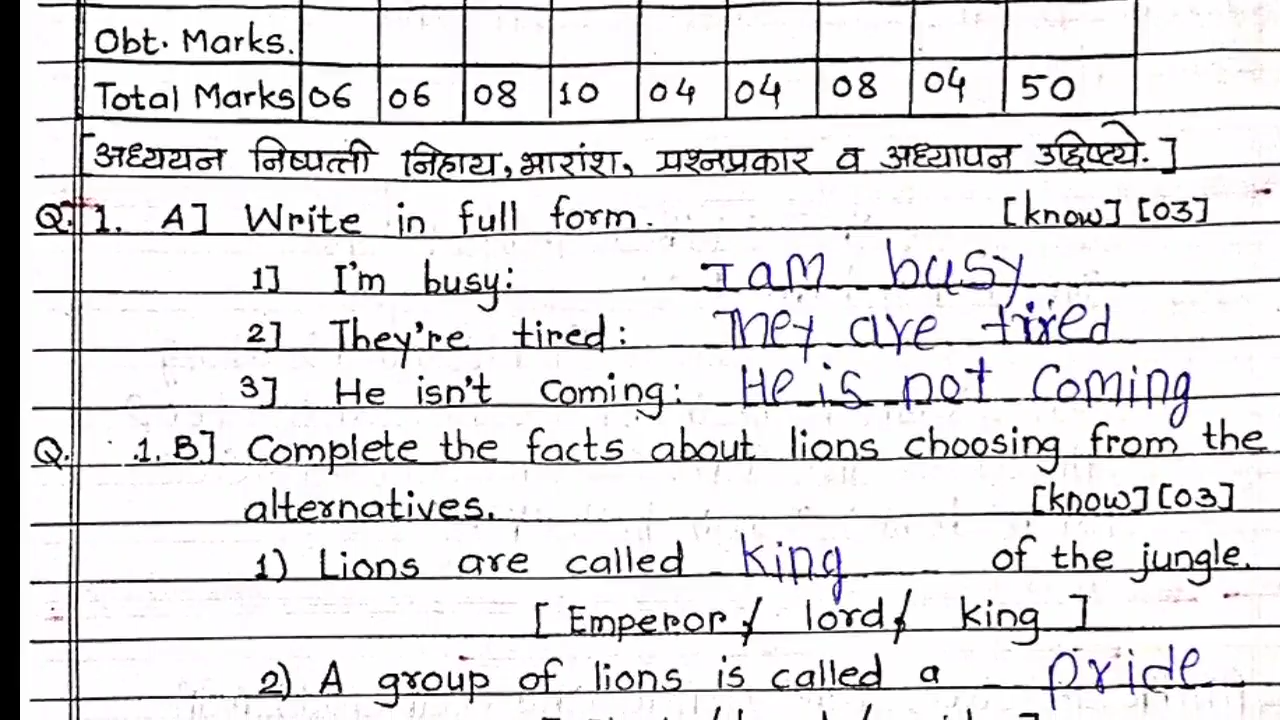 Obt. Marks.
Total Marks 06 06 08 10 04 04 08 04 50
[अध्ययन निष्पत्ती निहाय, भारांश, प्रश्नप्रकार व अध्यापन उद्दिष्ट्ये.]
Q. 1. A] Write in full form. [know] [03]
1] I'm busy: I am busy
2] They're tired: They are tired
3] He isn't coming: He is not coming
Q. 1. B] Complete the facts about lions choosing from the
alternatives. [know] [03]
1) Lions are called king of the jungle.
[Emperor / lord / king]
2) A group of lions is called a pride